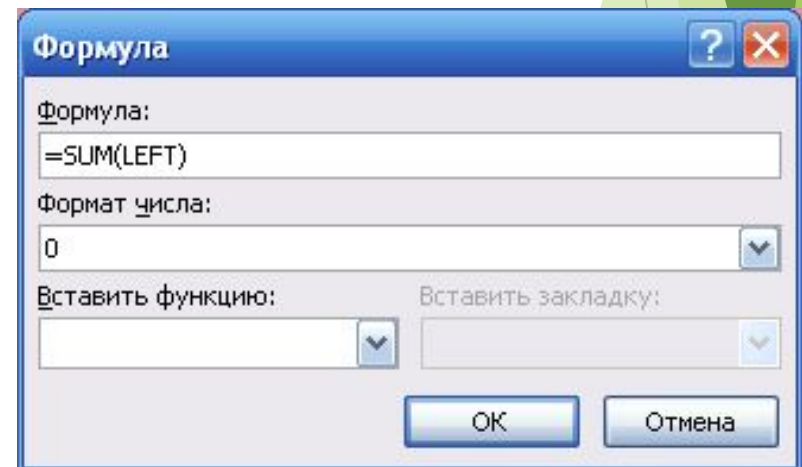 Формула
Формула:
=SUM(LEFT)
Формат числа:
0
Вставить функцию: Вставить закладку:
ОК Отмена